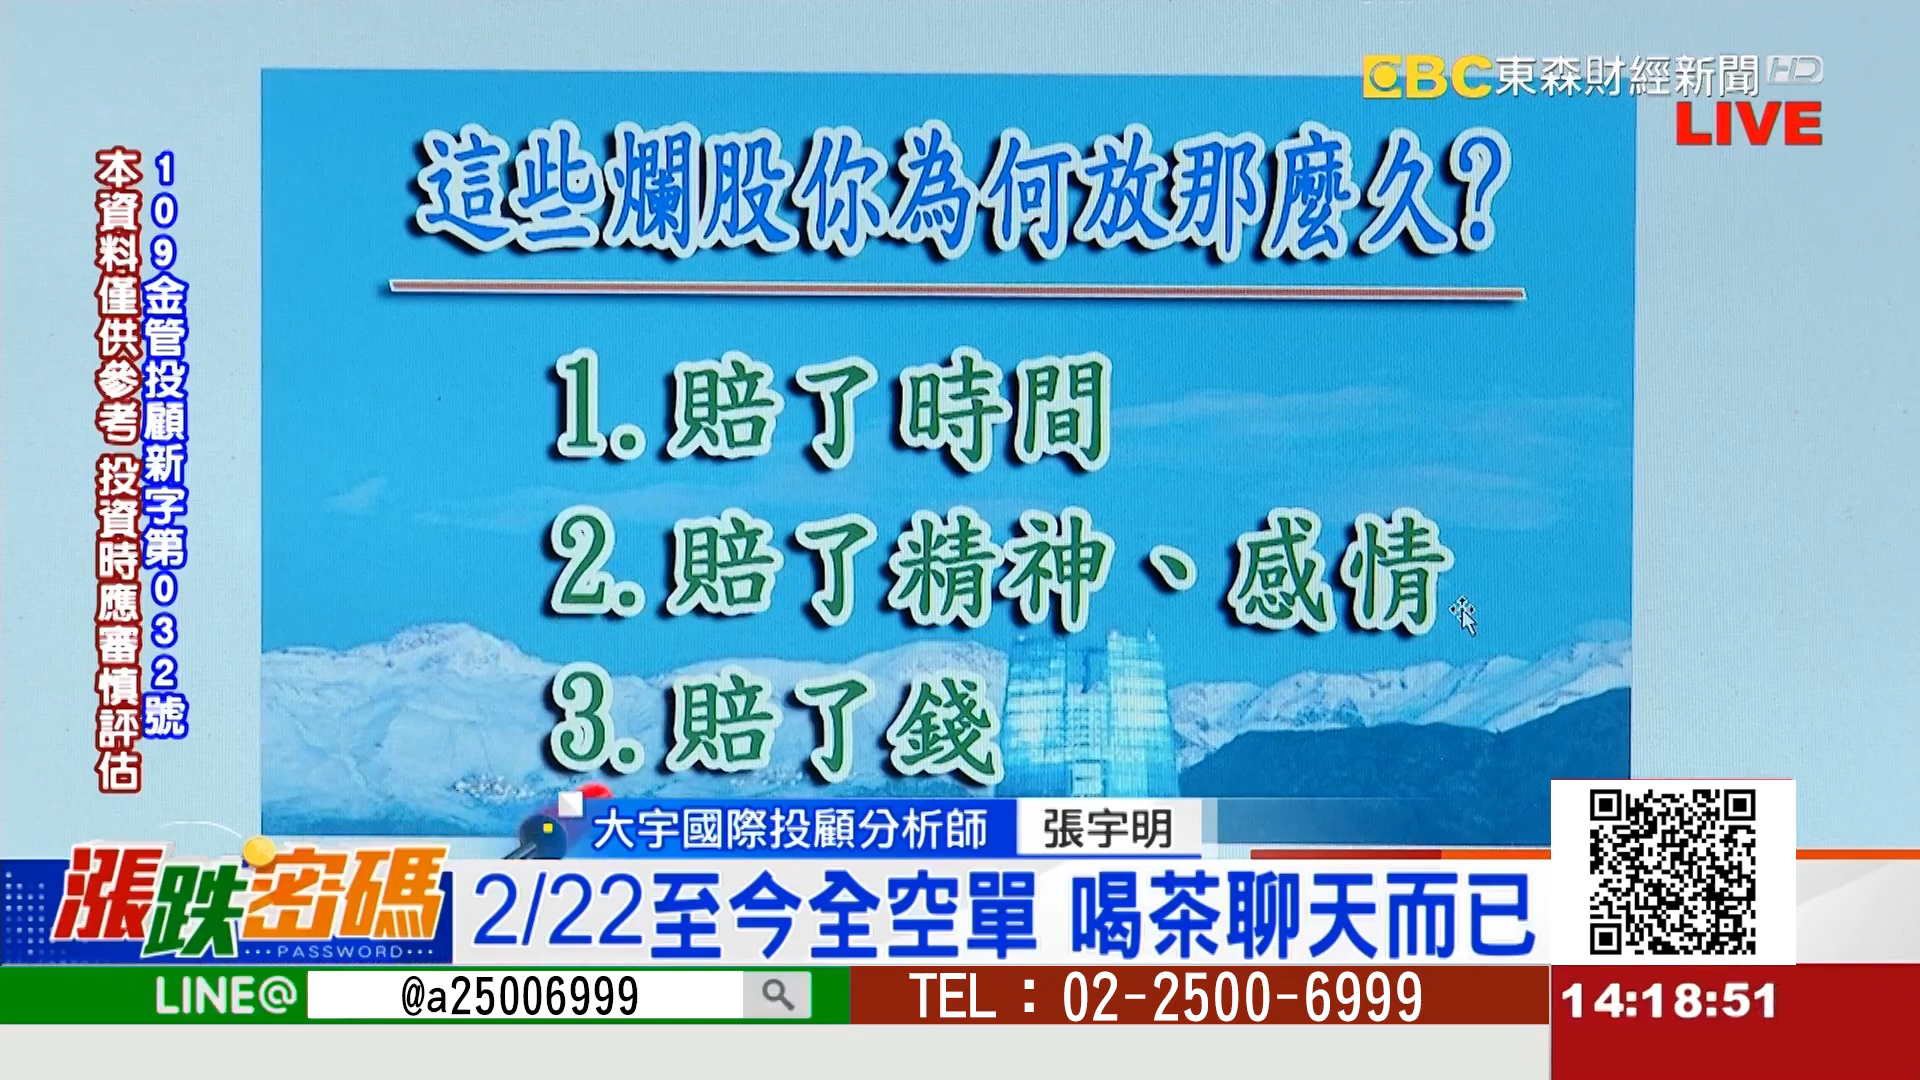 EBC東森財經新聞HD
LIVE
109金管投顧新字第032號
本資料僅供參考 投資時應審慎評估
這些爛股你為何放那麼久?
1.賠了時間
2.賠了精神、感情
3.賠了錢
大宇國際投顧分析師 張宇明
漲跌密碼
PASSWORD
2/22至今全空單 喝茶聊天而已
LINE@ @a25006999
TEL：02-2500-6999
14:18:51